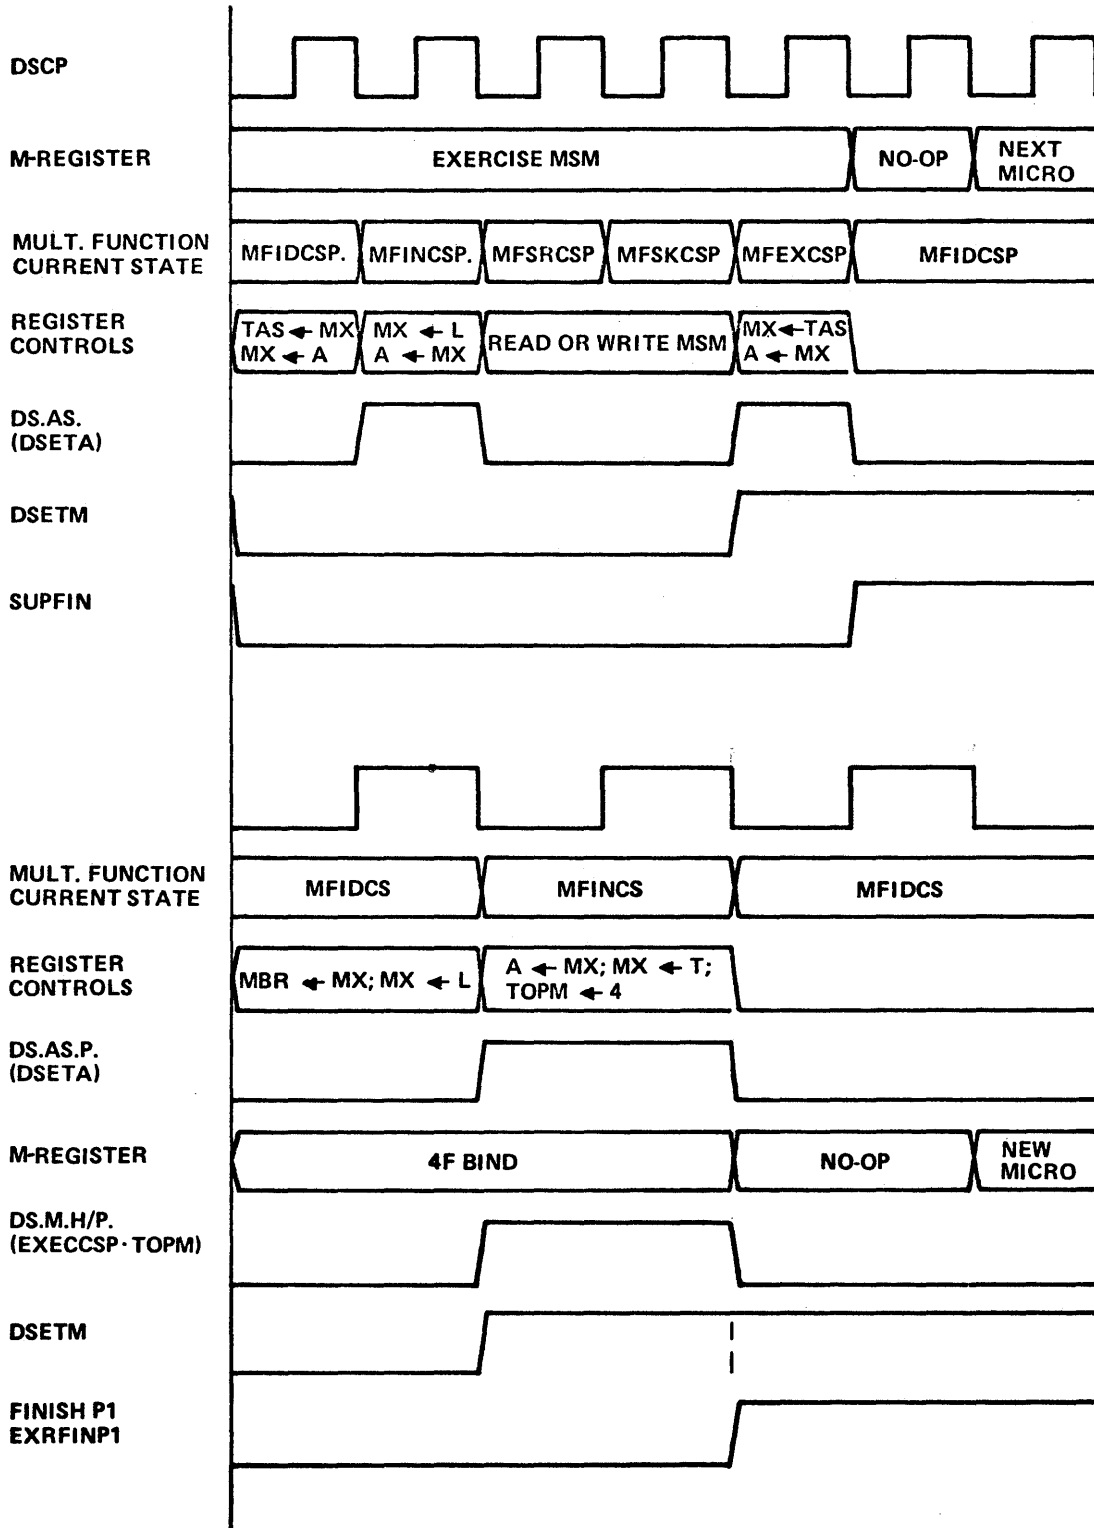 DSCP
M-REGISTER
EXERCISE MSM
NO-OP
NEXT
MICRO
MULT. FUNCTION
CURRENT STATE
MFIDCSP.
MFINCSP.
MFSRCSP
MFSKCSP
MFEXCSP
MFIDCSP
REGISTER
CONTROLS
TAS ← MX
MX ← A
MX ← L
A ← MX
READ OR WRITE MSM
MX←TAS
A ← MX
DS.AS.
(DSETA)
DSETM
SUPFIN
MULT. FUNCTION
CURRENT STATE
MFIDCS
MFINCS
MFIDCS
REGISTER
CONTROLS
MBR ← MX; MX ← L
A ← MX; MX ← T;
TOPM ← 4
DS.AS.P.
(DSETA)
M-REGISTER
4F BIND
NO-OP
NEW
MICRO
DS.M.H/P.
(EXECCSP · TOPM)
DSETM
FINISH P1
EXRFINP1